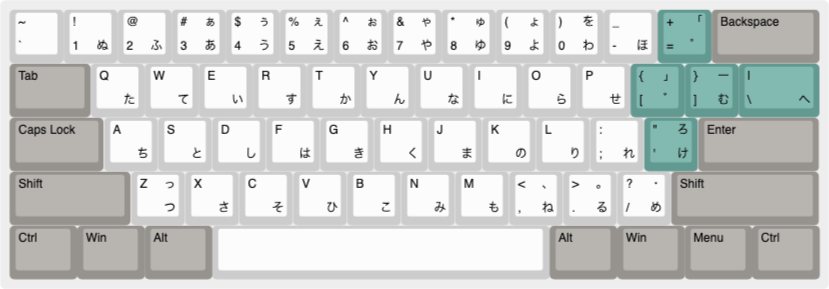 ~ ! @ # ぁ $ ぅ % ぇ ^ ぉ & ゃ * ゅ ( ょ ) を _ + 「 Backspace
` 1 ぬ 2 ふ 3 あ 4 う 5 え 6 お 7 や 8 ゆ 9 よ 0 わ - ほ = ゜
Tab Q W E R T Y U I O P { 」 } ー |
た て い す か ん な に ら せ [ ゛ ] む \ へ
Caps Lock A S D F G H J K L : " ろ Enter
ち と し は き く ま の り ; れ ' け
Shift Z っ X C V B N M < 、 > 。 ? ・ Shift
つ さ そ ひ こ み も , ね . る / め
Ctrl Win Alt Alt Win Menu Ctrl